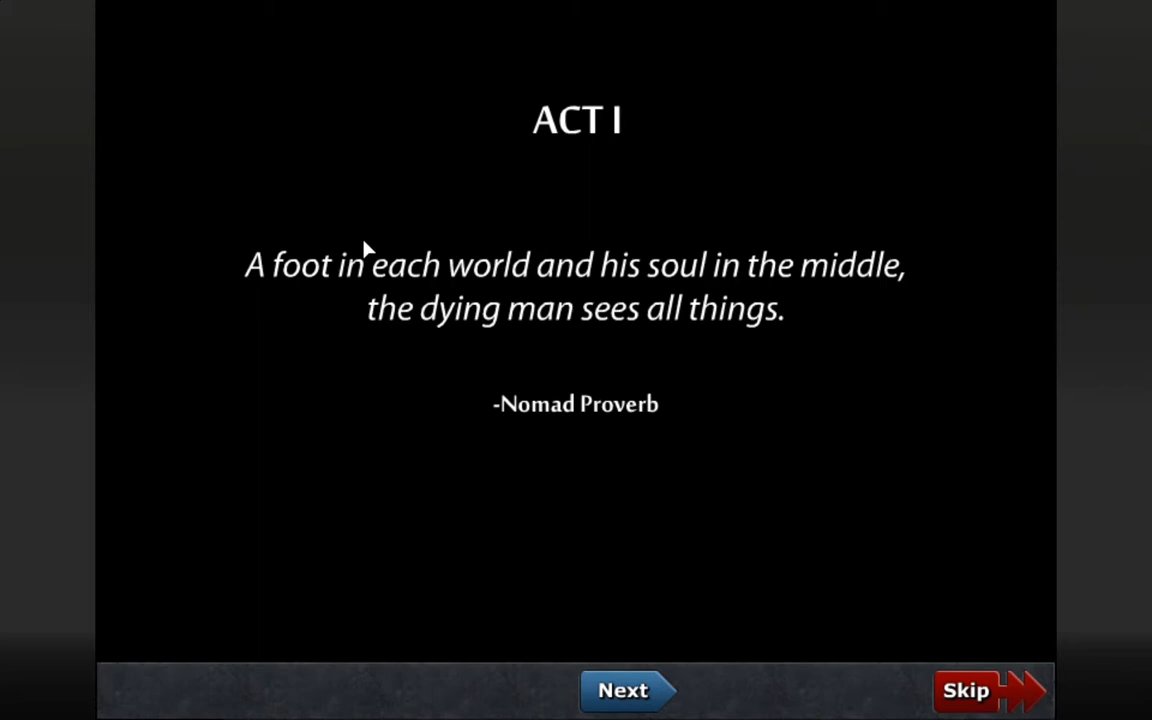 ACT I
A foot in each world and his soul in the middle,
the dying man sees all things.
-Nomad Proverb
Next
Skip